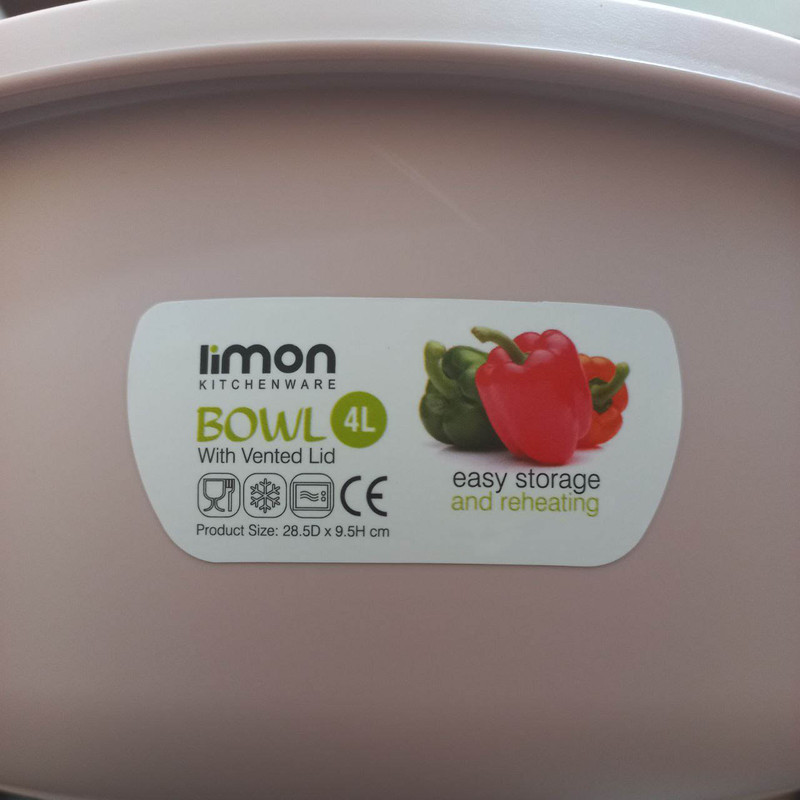 limon
KITCHENWARE
BOWL 4L
With Vented Lid
CE
Product Size: 28.5D x 9.5H cm
easy storage
and reheating